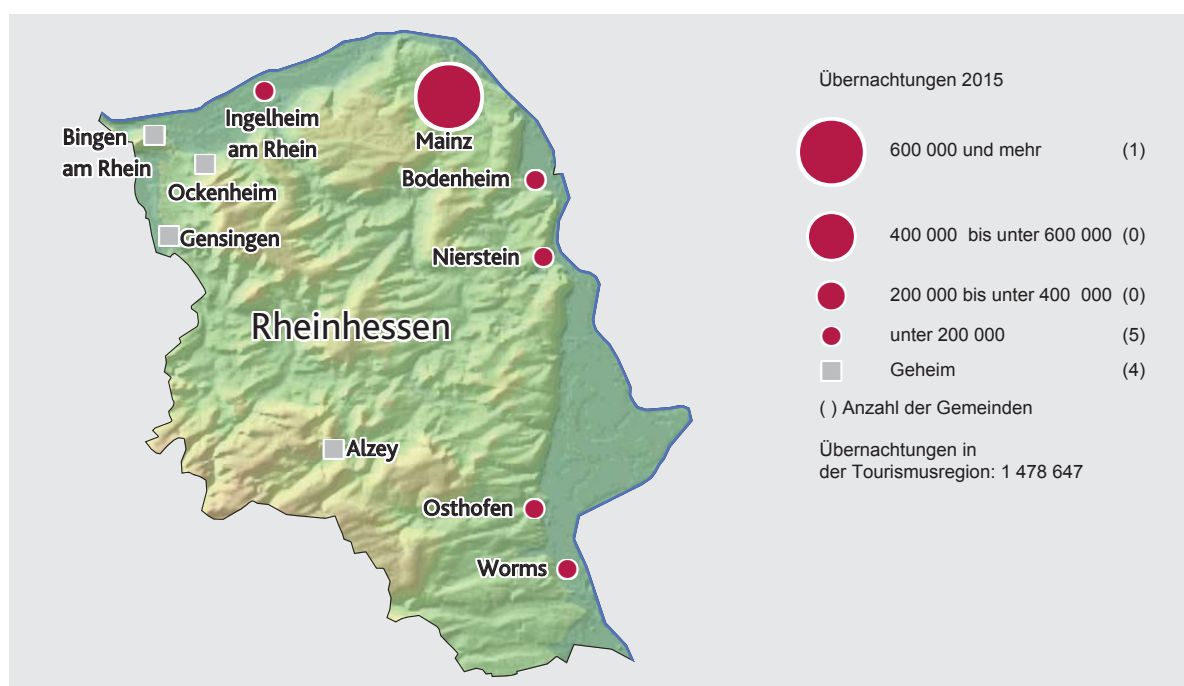 Ingelheim
am Rhein
Mainz
Bingen
am Rhein
Ockenheim
Bodenheim
Gensingen
Nierstein
Rheinhessen
Alzey
Osthofen
Worms
Übernachtungen 2015
600 000 und mehr (1)
400 000 bis unter 600 000 (0)
200 000 bis unter 400 000 (0)
unter 200 000 (5)
Geheim (4)
( ) Anzahl der Gemeinden
Übernachtungen in
der Tourismusregion: 1 478 647